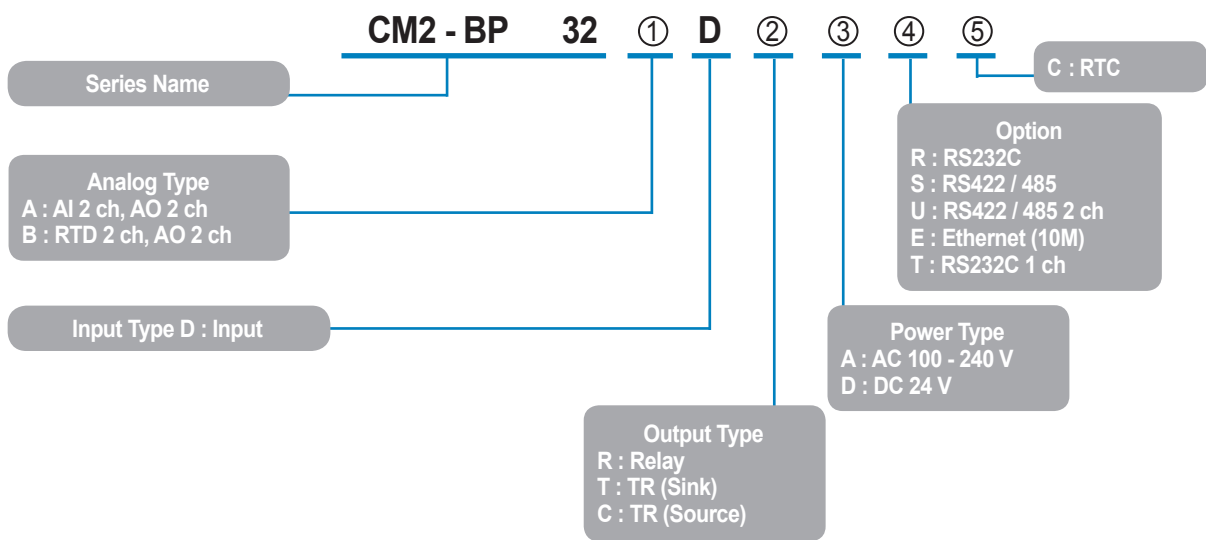 CM2 - BP 32 ① D ② ③ ④ ⑤
Series Name
C : RTC
Option
R : RS232C
S : RS422 / 485
U : RS422 / 485 2 ch
E : Ethernet (10M)
T : RS232C 1 ch
Analog Type
A : AI 2 ch, AO 2 ch
B : RTD 2 ch, AO 2 ch
Input Type D : Input
Power Type
A : AC 100 - 240 V
D : DC 24 V
Output Type
R : Relay
T : TR (Sink)
C : TR (Source)